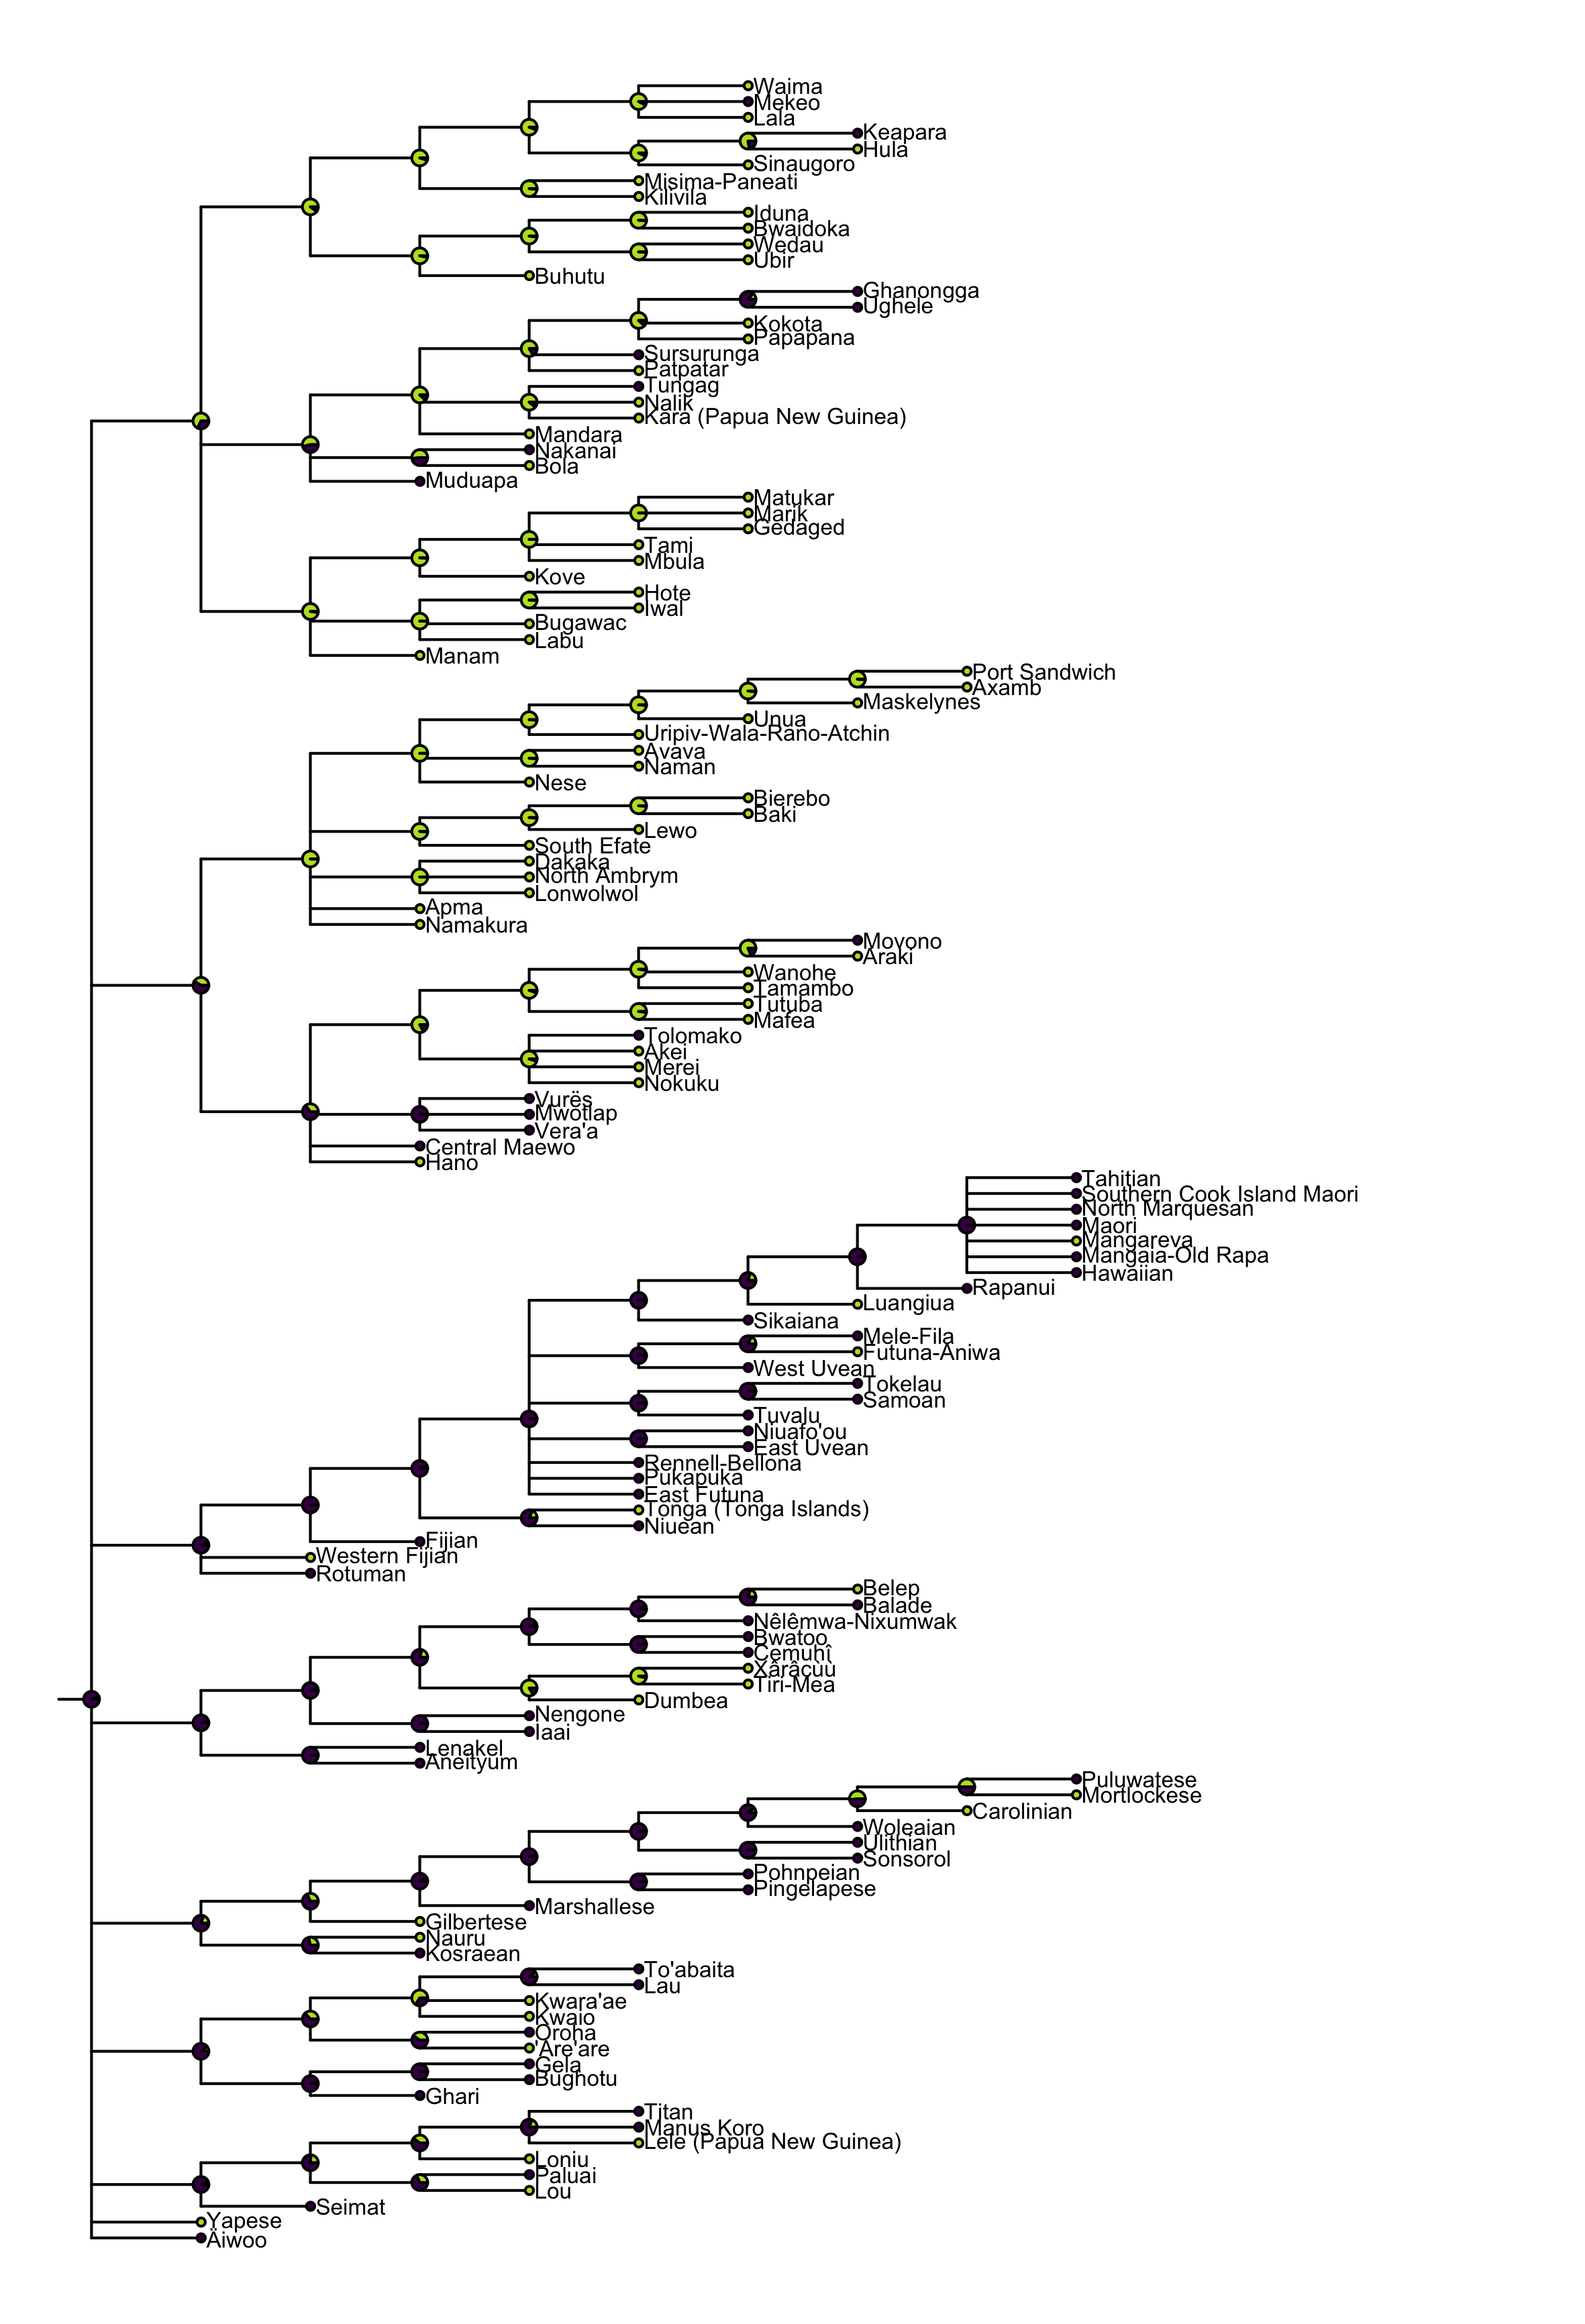 Waima
Mekeo
Lala
Keapara
Hula
Sinaugoro
Misima-Paneati
Kilivila
Iduna
Bwaidoka
Wedau
Ubir
Buhutu
Ghanongga
Ughele
Kokota
Papapana
Sursurunga
Patpatar
Tungag
Nalik
Kara (Papua New Guinea)
Mandara
Nakanai
Bola
Muduapa
Matukar
Marik
Gedaged
Tami
Mbula
Kove
Hote
Iwal
Bugawac
Labu
Manam
Port Sandwich
Axamb
Maskelynes
Unua
Uripiv-Wala-Rano-Atchin
Avava
Naman
Nese
Bierebo
Baki
Lewo
South Efate
Dakaka
North Ambrym
Lonwolwol
Apma
Namakura
Movono
Araki
Wanohe
Tamambo
Tutuba
Mafea
Tolomako
Akei
Merei
Nokuku
Vurës
Mwotlap
Vera'a
Central Maewo
Hano
Tahitian
Southern Cook Island Maori
North Marquesan
Maori
Mangareva
Mangaia-Old Rapa
Hawaiian
Rapanui
Luangiua
Sikaiana
Mele-Fila
Futuna-Aniwa
West Uvean
Tokelau
Samoan
Tuvalu
Niuafo'ou
East Uvean
Rennell-Bellona
Pukapuka
East Futuna
Tonga (Tonga Islands)
Niuean
Fijian
Western Fijian
Rotuman
Belep
Balade
Nêlêmwa-Nixumwak
Bwatoo
Cemuhî
Xârâcùù
Tiri-Mea
Dumbea
Nengone
Iaai
Lenakel
Aneityum
Puluwatese
Mortlockese
Carolinian
Woleaian
Ulithian
Sonsorol
Pohnpeian
Pingelapese
Marshallese
Gilbertese
Nauru
Kosraean
To'abaita
Lau
Kwara'ae
Kwaio
Oroha
'Are'are
Gela
Bughotu
Ghari
Titan
Manus Koro
Lele (Papua New Guinea)
Loniu
Paluai
Lou
Seimat
Yapese
Äiwoo